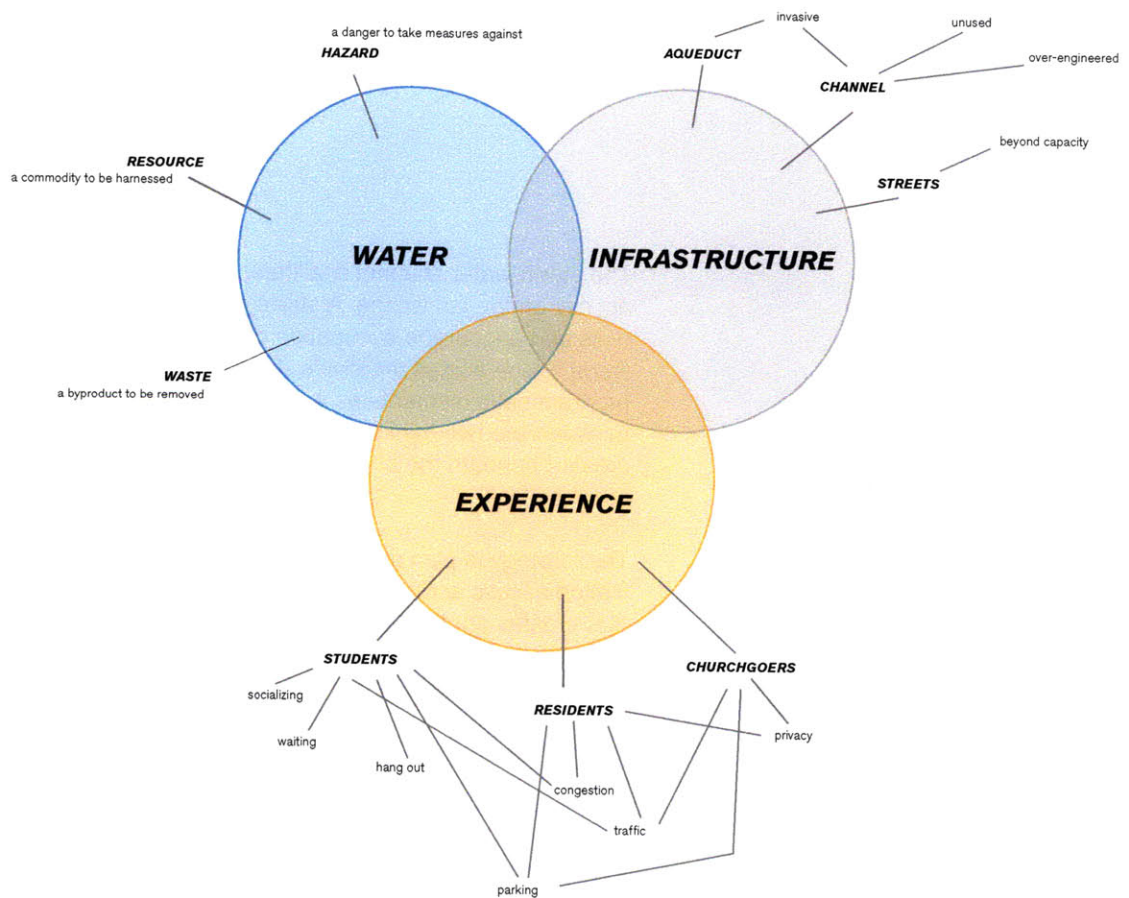 invasive
unused
a danger to take measures against
HAZARD
AQUEDUCT
over-engineered
CHANNEL
beyond capacity
RESOURCE
a commodity to be harnessed
STREETS
WATER
INFRASTRUCTURE
WASTE
a byproduct to be removed
EXPERIENCE
STUDENTS
CHURCHGOERS
socializing
RESIDENTS
waiting
privacy
hang out
congestion
traffic
parking